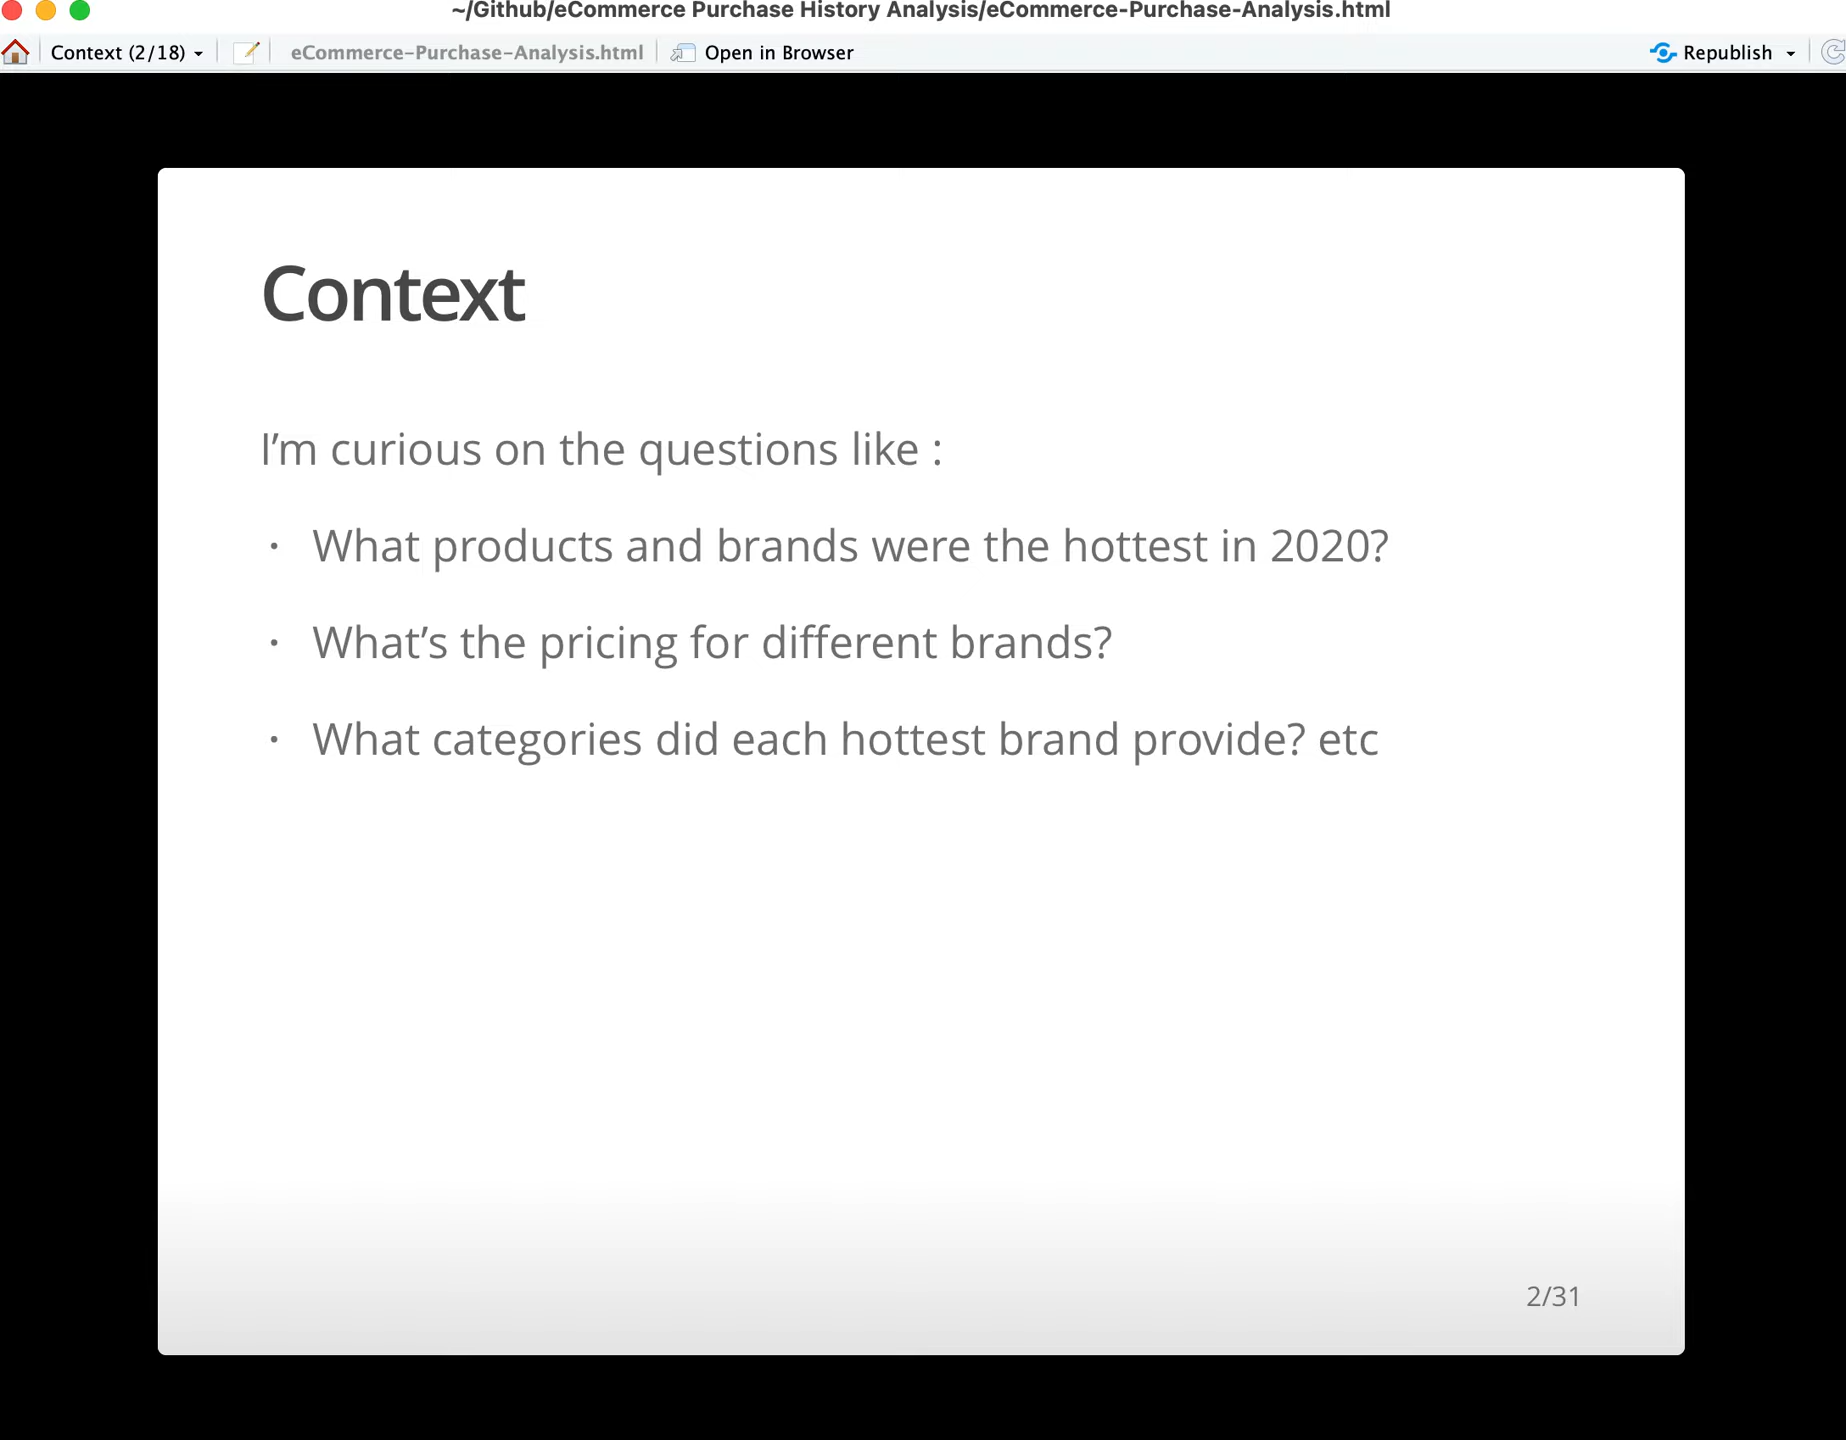 ~/Github/eCommerce Purchase History Analysis/eCommerce-Purchase-Analysis.html
Context (2/18) eCommerce-Purchase-Analysis.html Open in Browser Republish
Context
I’m curious on the questions like :
· What products and brands were the hottest in 2020?
· What’s the pricing for different brands?
· What categories did each hottest brand provide? etc
2/31